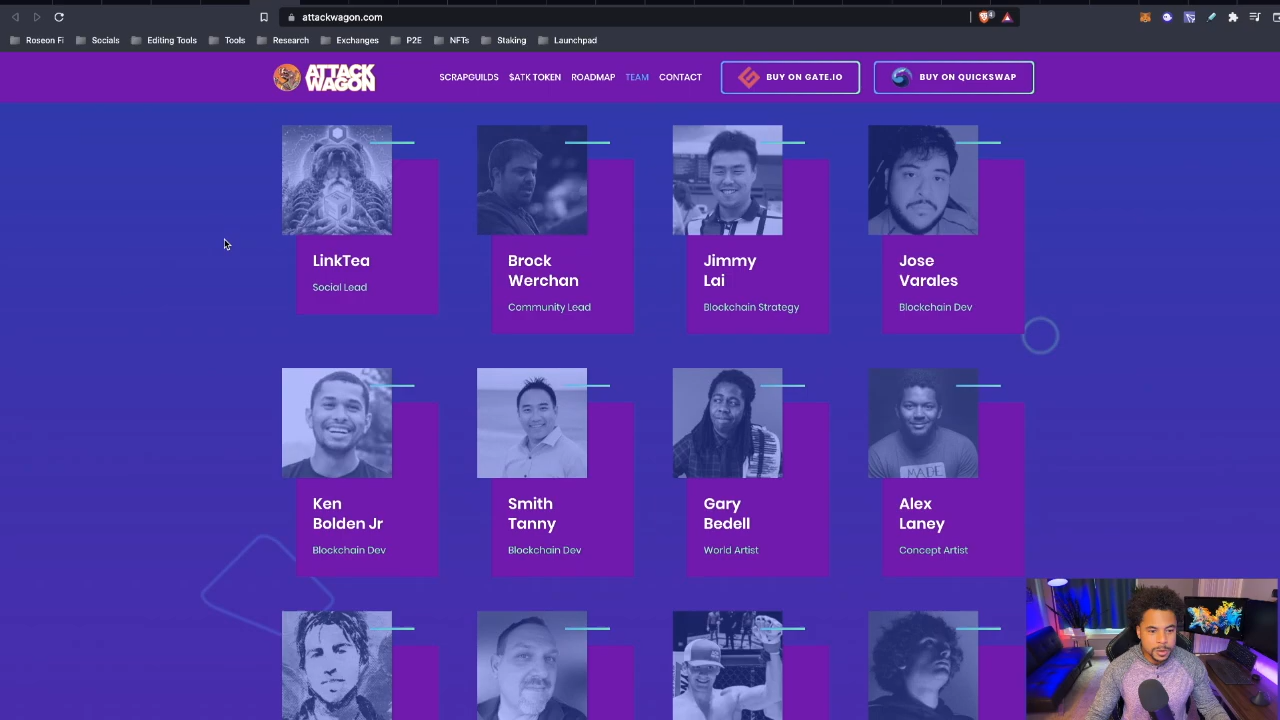 attackwagon.com
4
Roseon Fi
Socials
Editing Tools
Tools
Research
Exchanges
P2E
NFTs
Staking
Launchpad
ATTACK
WAGON
SCRAPGUILDS
$ATK TOKEN
ROADMAP
TEAM
CONTACT
BUY ON GATE.IO
BUY ON QUICKSWAP
LinkTea
Social Lead
Brock
Werchan
Community Lead
Jimmy
Lai
Blockchain Strategy
Jose
Varales
Blockchain Dev
Ken
Bolden Jr
Blockchain Dev
Smith
Tanny
Blockchain Dev
Gary
Bedell
World Artist
MADE
Alex
Laney
Concept Artist